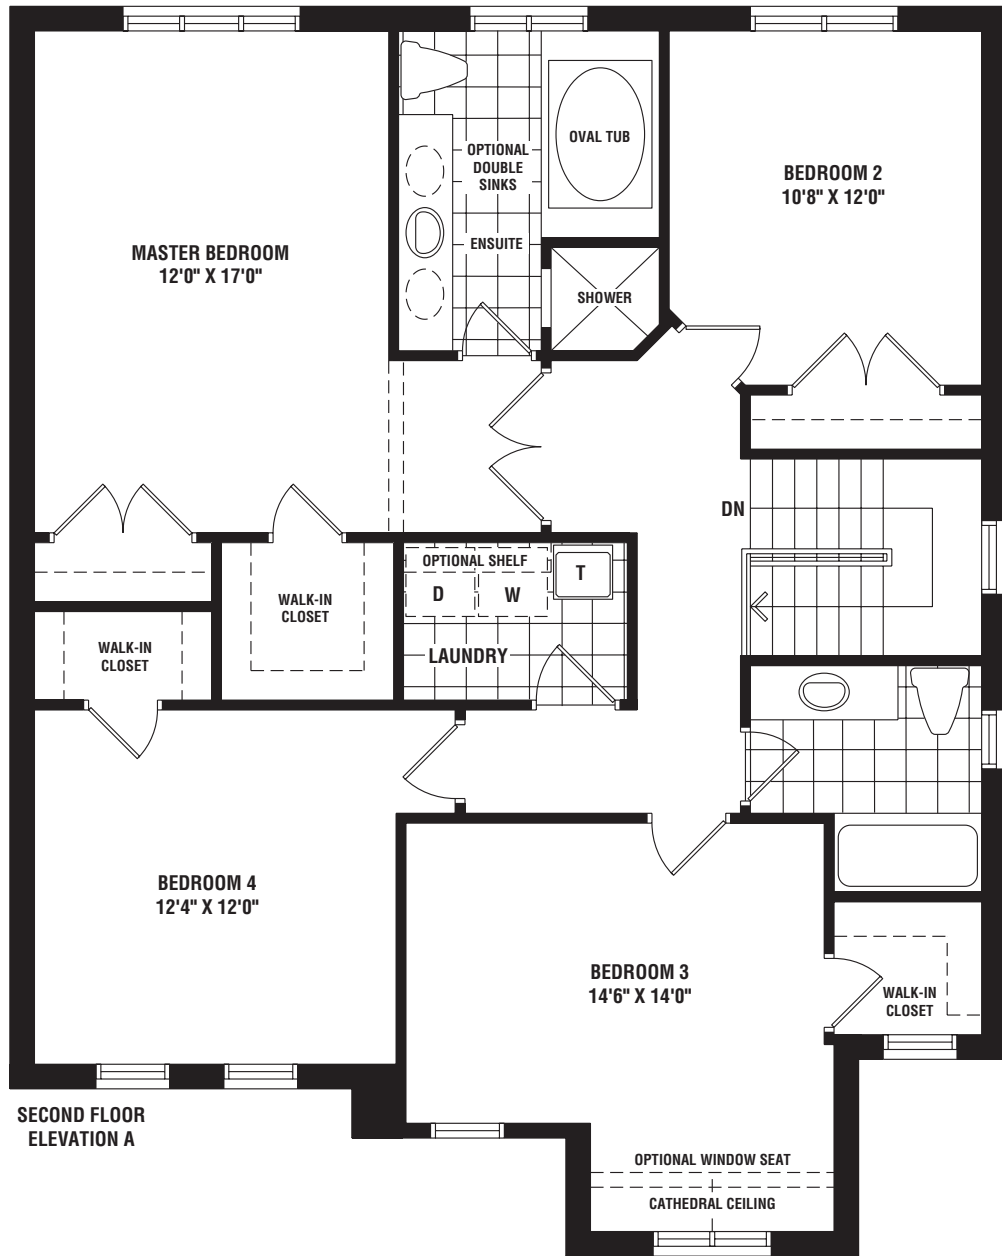 OPTIONAL
DOUBLE
SINKS
OVAL TUB
BEDROOM 2
10'8" X 12'0"
MASTER BEDROOM
12'0" X 17'0"
ENSUITE
SHOWER
DN
OPTIONAL SHELF
D
W
T
WALK-IN
CLOSET
WALK-IN
CLOSET
LAUNDRY
BEDROOM 4
12'4" X 12'0"
BEDROOM 3
14'6" X 14'0"
WALK-IN
CLOSET
SECOND FLOOR
ELEVATION A
OPTIONAL WINDOW SEAT
CATHEDRAL CEILING